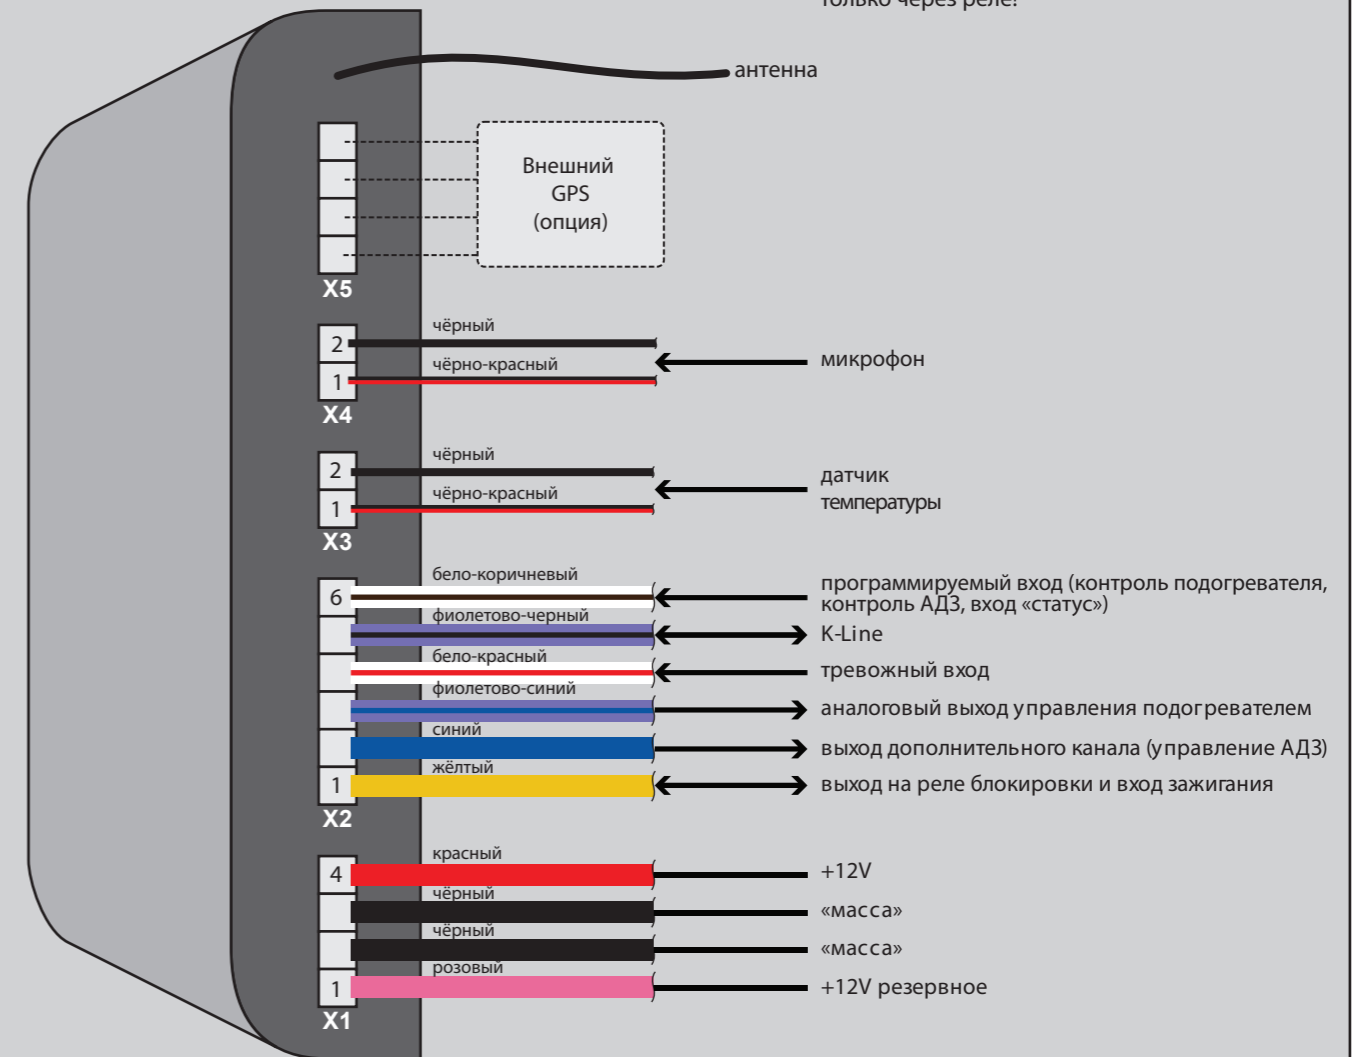 только через реле!
антенна
Внешний
GPS
(опция)
X5
чёрный
2
чёрно-красный
микрофон
1
X4
чёрный
2
чёрно-красный
датчик
температуры
1
X3
бело-коричневый
6
программируемый вход (контроль подогревателя,
контроль АДЗ, вход «статус»)
фиолетово-черный
K-Line
бело-красный
тревожный вход
фиолетово-синий
аналоговый выход управления подогревателем
синий
выход дополнительного канала (управление АДЗ)
жёлтый
1
выход на реле блокировки и вход зажигания
X2
красный
4
+12V
чёрный
«масса»
чёрный
«масса»
розовый
1
+12V резервное
X1